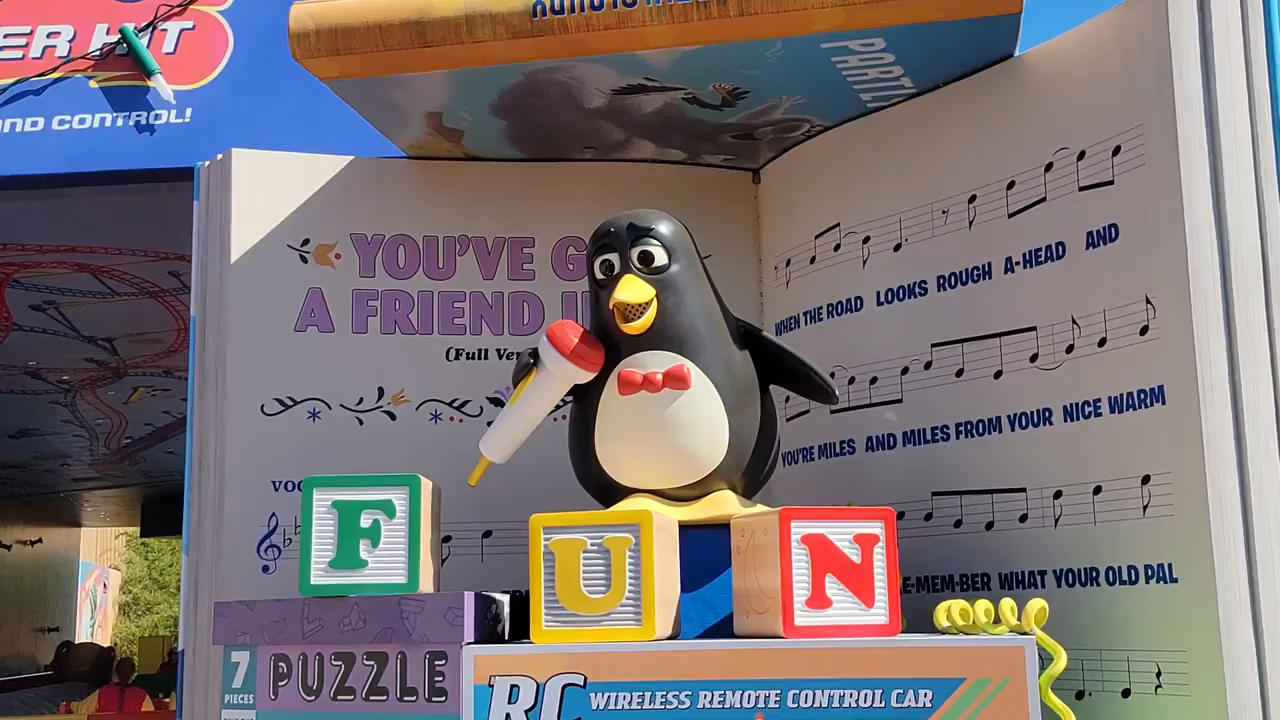 ER HIT
ND CONTROL!
PARTL
YOU'VE G
A FRIEND I
(Full Ver
VOC
WHEN THE ROAD LOOKS ROUGH A-HEAD AND
YOU'RE MILES AND MILES FROM YOUR NICE WARM
E-MEM-BER WHAT YOUR OLD PAL
F
U
N
7
PIECES
PUZZLE
RC WIRELESS REMOTE CONTROL CAR